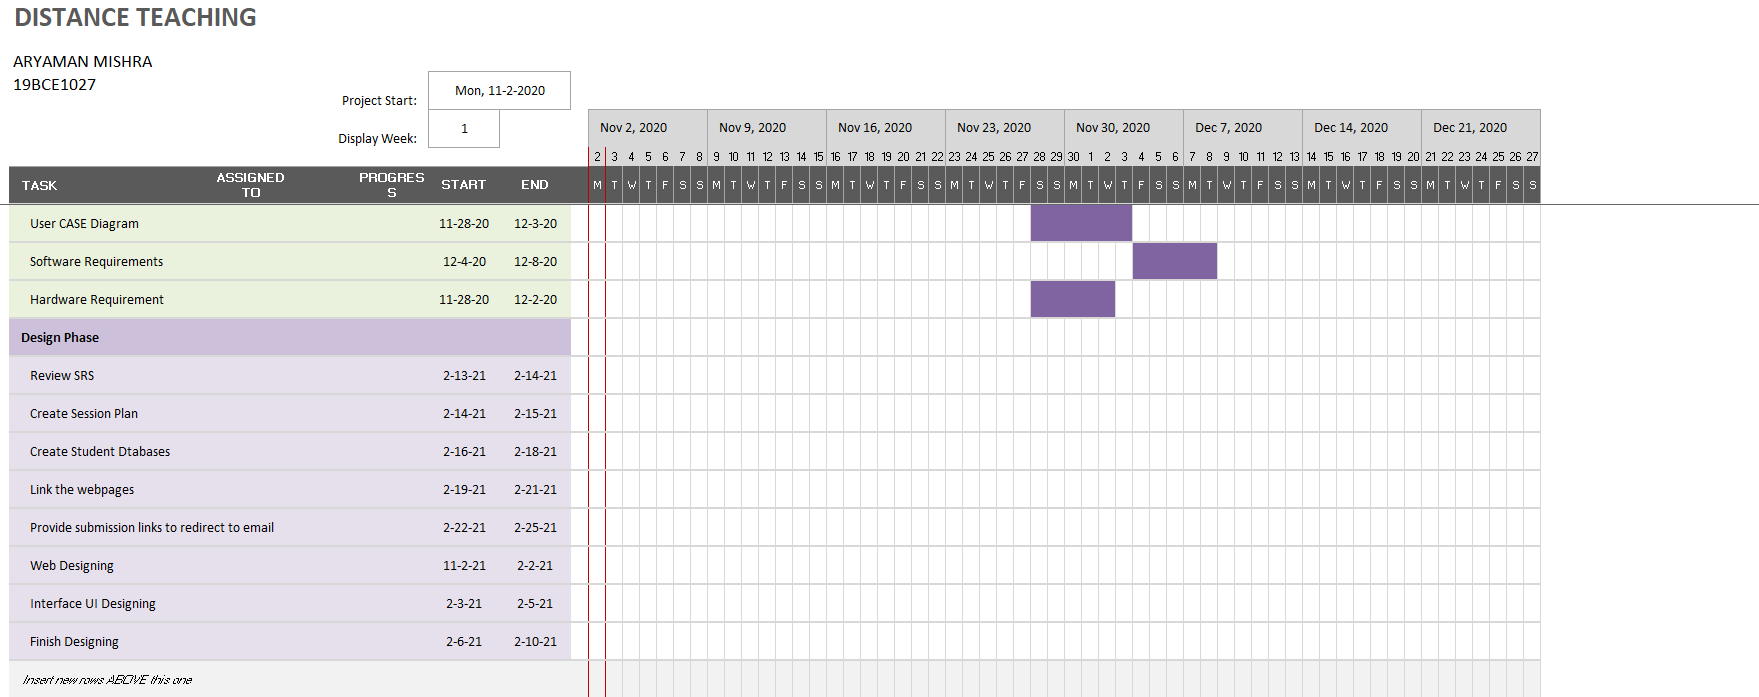 DISTANCE TEACHING
ARYAMAN MISHRA
19BCE1027
Project Start: Mon, 11-2-2020
Display Week: 1
Nov 2, 2020 Nov 9, 2020 Nov 16, 2020 Nov 23, 2020 Nov 30, 2020 Dec 7, 2020 Dec 14, 2020 Dec 21, 2020
2 3 4 5 6 7 8 9 10 11 12 13 14 15 16 17 18 19 20 21 22 23 24 25 26 27 28 29 30 1 2 3 4 5 6 7 8 9 10 11 12 13 14 15 16 17 18 19 20 21 22 23 24 25 26 27
TASK ASSIGNED TO PROGRESS START END M T W T F S S M T W T F S S M T W T F S S M T W T F S S M T W T F S S M T W T F S S M T W T F S S M T W T F S S
User CASE Diagram 11-28-20 12-3-20
Software Requirements 12-4-20 12-8-20
Hardware Requirement 11-28-20 12-2-20
Design Phase
Review SRS 2-13-21 2-14-21
Create Session Plan 2-14-21 2-15-21
Create Student Dtabases 2-16-21 2-18-21
Link the webpages 2-19-21 2-21-21
Provide submission links to redirect to email 2-22-21 2-25-21
Web Designing 11-2-21 2-2-21
Interface UI Designing 2-3-21 2-5-21
Finish Designing 2-6-21 2-10-21
Insert new rows ABOVE this one